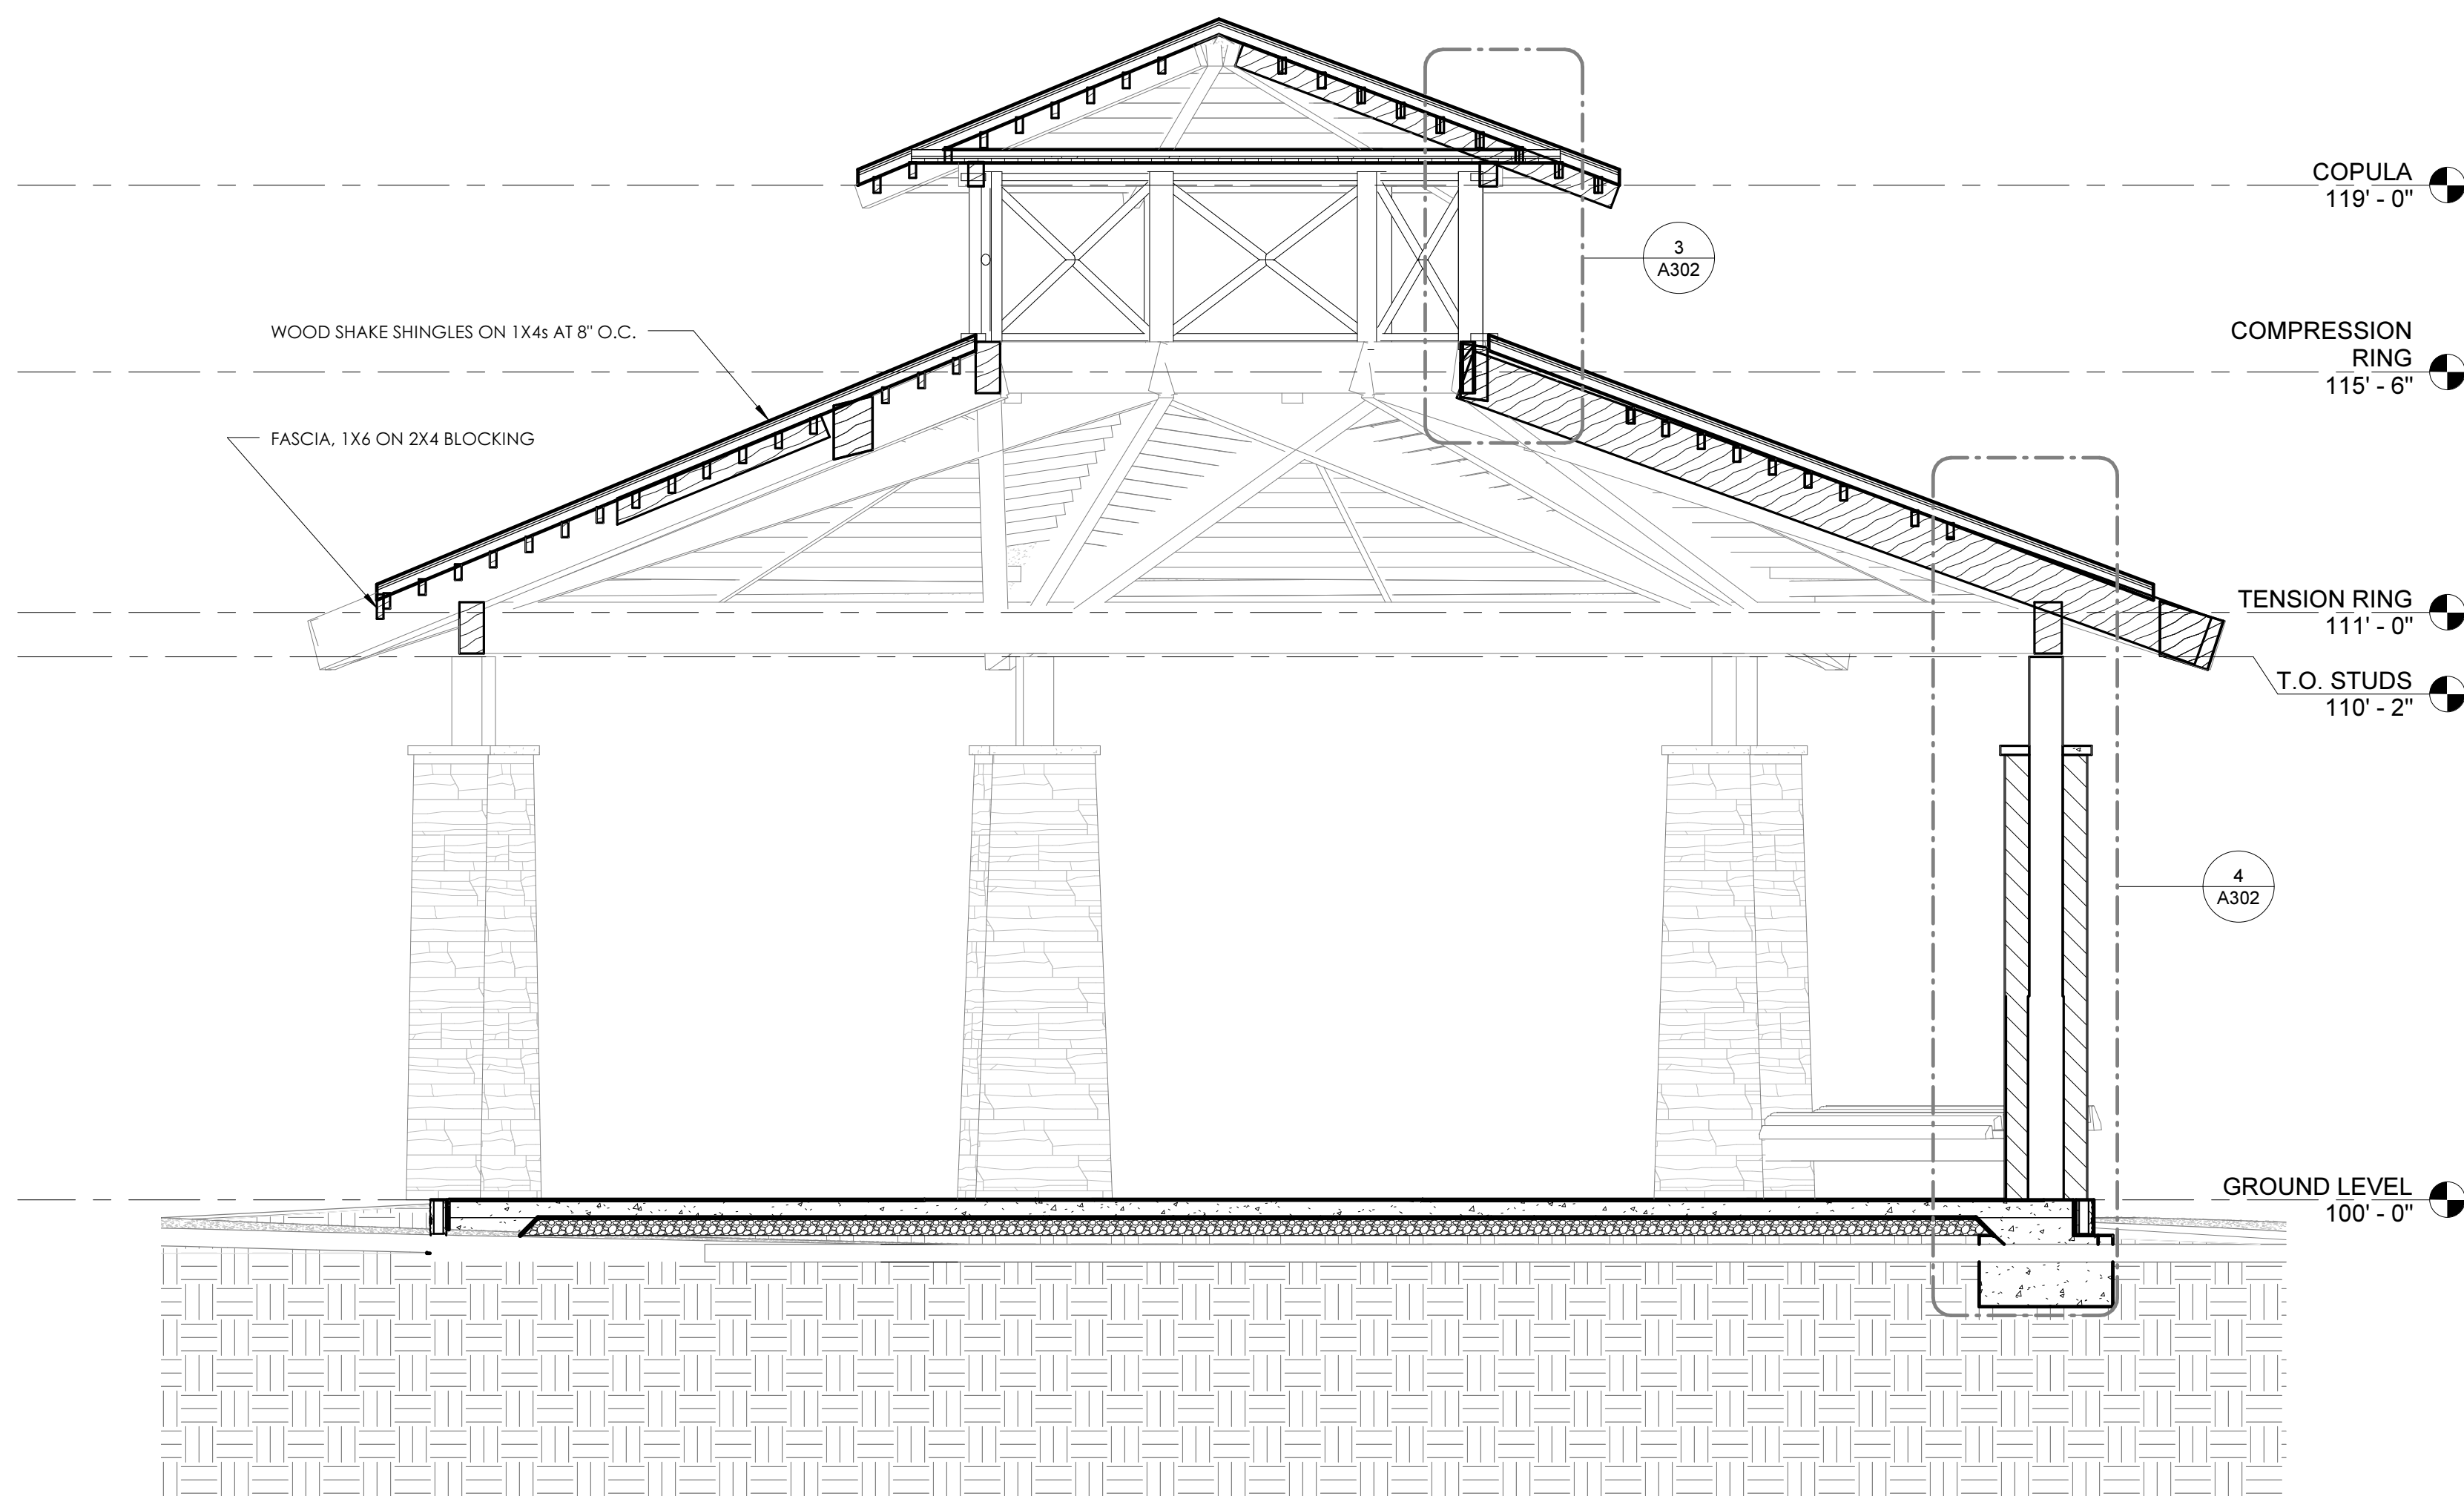 COPULA
119' - 0"
3
A302
WOOD SHAKE SHINGLES ON 1X4s AT 8" O.C.
COMPRESSION
RING
115' - 6"
FASCIA, 1X6 ON 2X4 BLOCKING
TENSION RING
111' - 0"
T.O. STUDS
110' - 2"
4
A302
GROUND LEVEL
100' - 0"